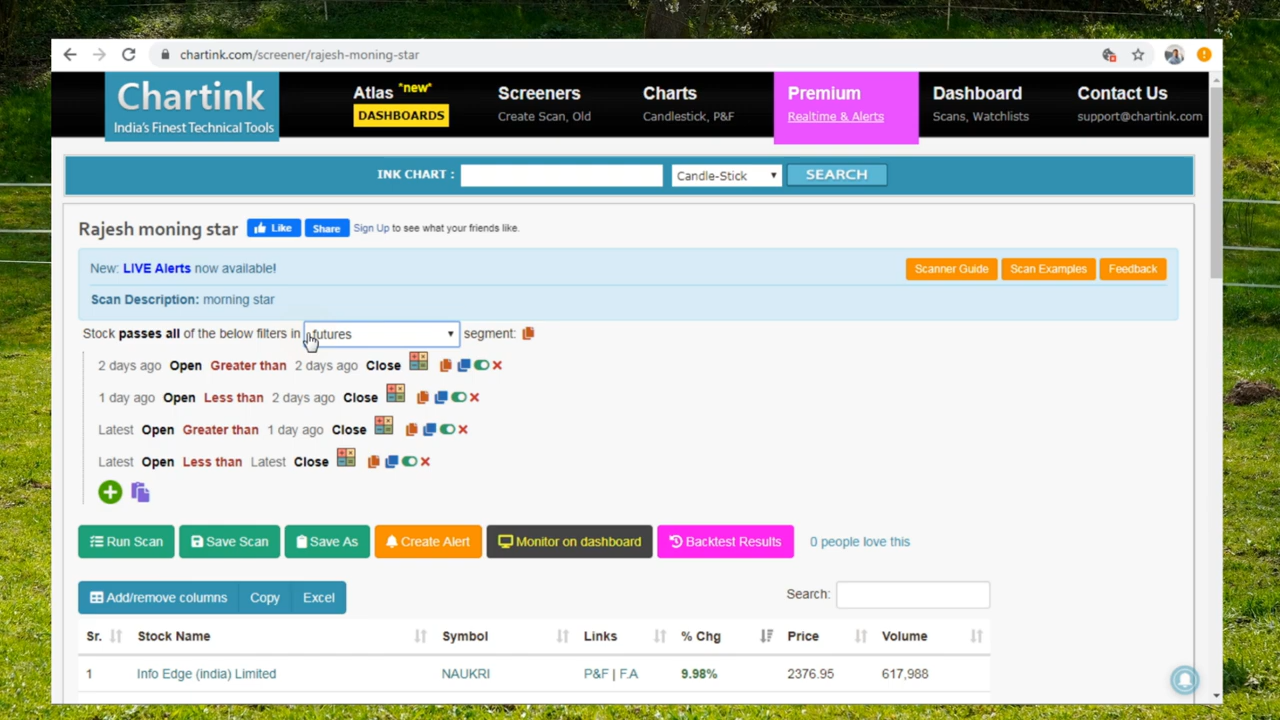 chartink.com/screener/rajesh-moning-star
Chartink
India's Finest Technical Tools
Atlas *new*
DASHBOARDS
Screeners
Create Scan, Old
Charts
Candlestick, P&F
Premium
Realtime & Alerts
Dashboard
Scans, Watchlists
Contact Us
support@chartink.com
INK CHART :
Candle-Stick
SEARCH
Rajesh moning star
Like
Share
Sign Up to see what your friends like.
New: LIVE Alerts now available!
Scanner Guide
Scan Examples
Feedback
Scan Description: morning star
Stock passes all of the below filters in futures segment:
2 days ago Open Greater than 2 days ago Close
1 day ago Open Less than 2 days ago Close
Latest Open Greater than 1 day ago Close
Latest Open Less than Latest Close
Run Scan
Save Scan
Save As
Create Alert
Monitor on dashboard
Backtest Results
0 people love this
Add/remove columns
Copy
Excel
Search:
Sr. Stock Name Symbol Links % Chg Price Volume
1 Info Edge (india) Limited NAUKRI P&F | F.A 9.98% 2376.95 617,988